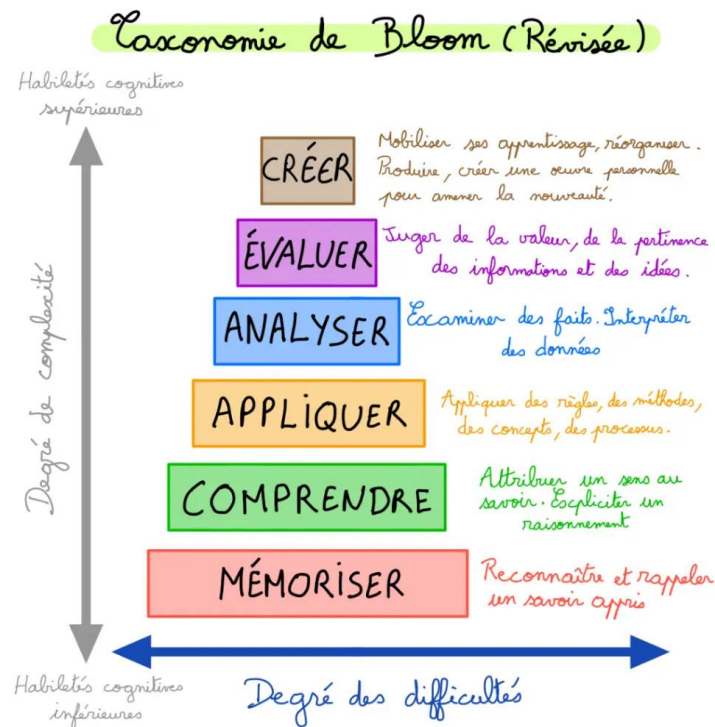 Taxonomie de Bloom (Révisée)
Habiletés cognitives
supérieures
CRÉER
Mobiliser ses apprentissage, réorganiser.
Produire, créer une oeuvre personnelle
pour amener la nouveauté.
ÉVALUER
Juger de la valeur, de la pertinence
des informations et des idées.
ANALYSER
Examiner des faits. Interpréter
des données
APPLIQUER
Appliquer des règles, des méthodes,
des concepts, des processus.
COMPRENDRE
Attribuer un sens au
savoir. Expliciter un
raisonnement
MÉMORISER
Reconnaître et rappeler
un savoir appris
Degré de complexité
Habiletés cognitives
inférieures
Degré des difficultés